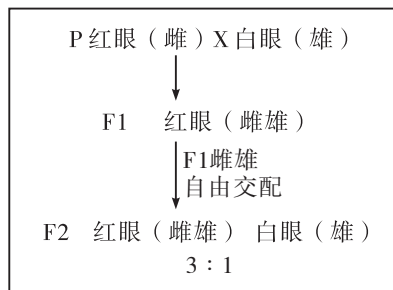 P 红眼（雌）X 白眼（雄）
F1 红眼（雌雄）
F1雌雄
自由交配
F2 红眼（雌雄） 白眼（雄）
3：1